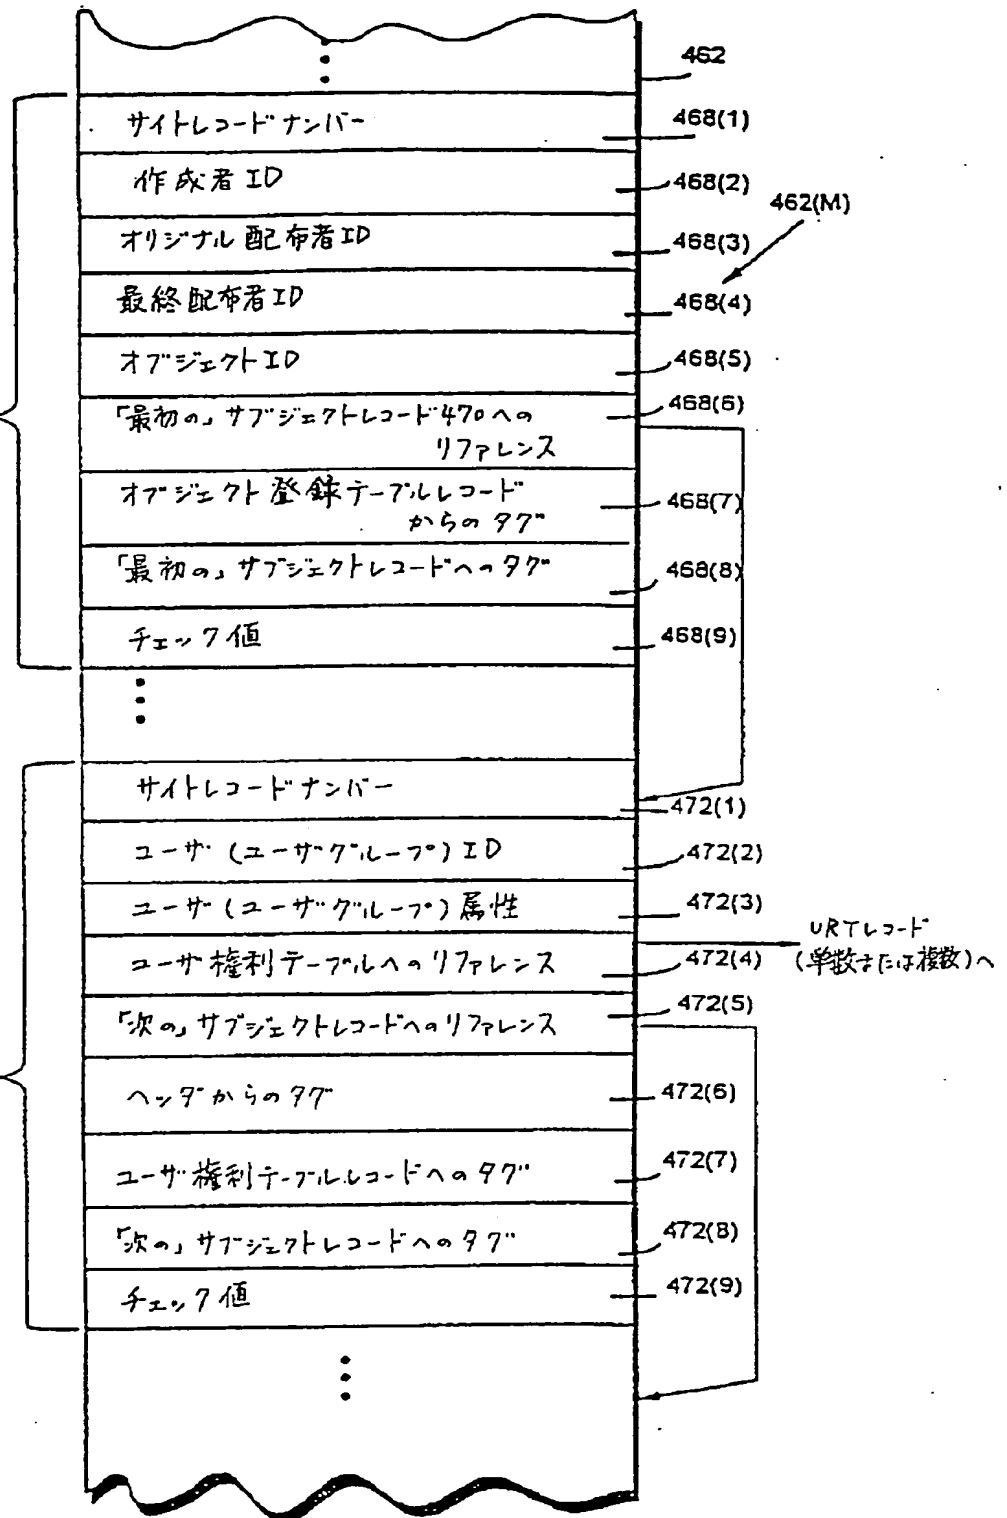 462
サイトレコードナンバー
468(1)
作成者ID
468(2)
462(M)
オリジナル配布者ID
468(3)
最終配布者ID
468(4)
オブジェクトID
468(5)
「最初の」サブジェクトレコード470への
リファレンス
468(6)
オブジェクト登録テーブルレコード
からのタグ
468(7)
「最初の」サブジェクトレコードへのタグ
468(8)
チェック値
468(9)
サイトレコードナンバー
472(1)
ユーザ(ユーザグループ)ID
472(2)
ユーザ(ユーザグループ)属性
472(3)
URTレコード
(単数または複数)へ
ユーザ権利テーブルへのリファレンス
472(4)
「次の」サブジェクトレコードへのリファレンス
472(5)
ヘッダからのタグ
472(6)
ユーザ権利テーブルレコードへのタグ
472(7)
「次の」サブジェクトレコードへのタグ
472(8)
チェック値
472(9)